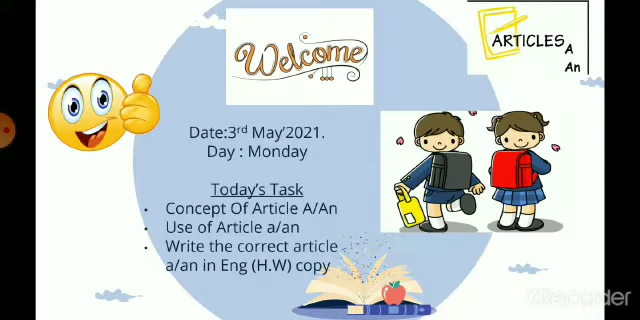 Welcome
ARTICLES
A
An
Date:3rd May'2021.
Day : Monday
Today's Task
• Concept Of Article A/An
• Use of Article a/an
• Write the correct article
a/an in Eng (H.W) copy